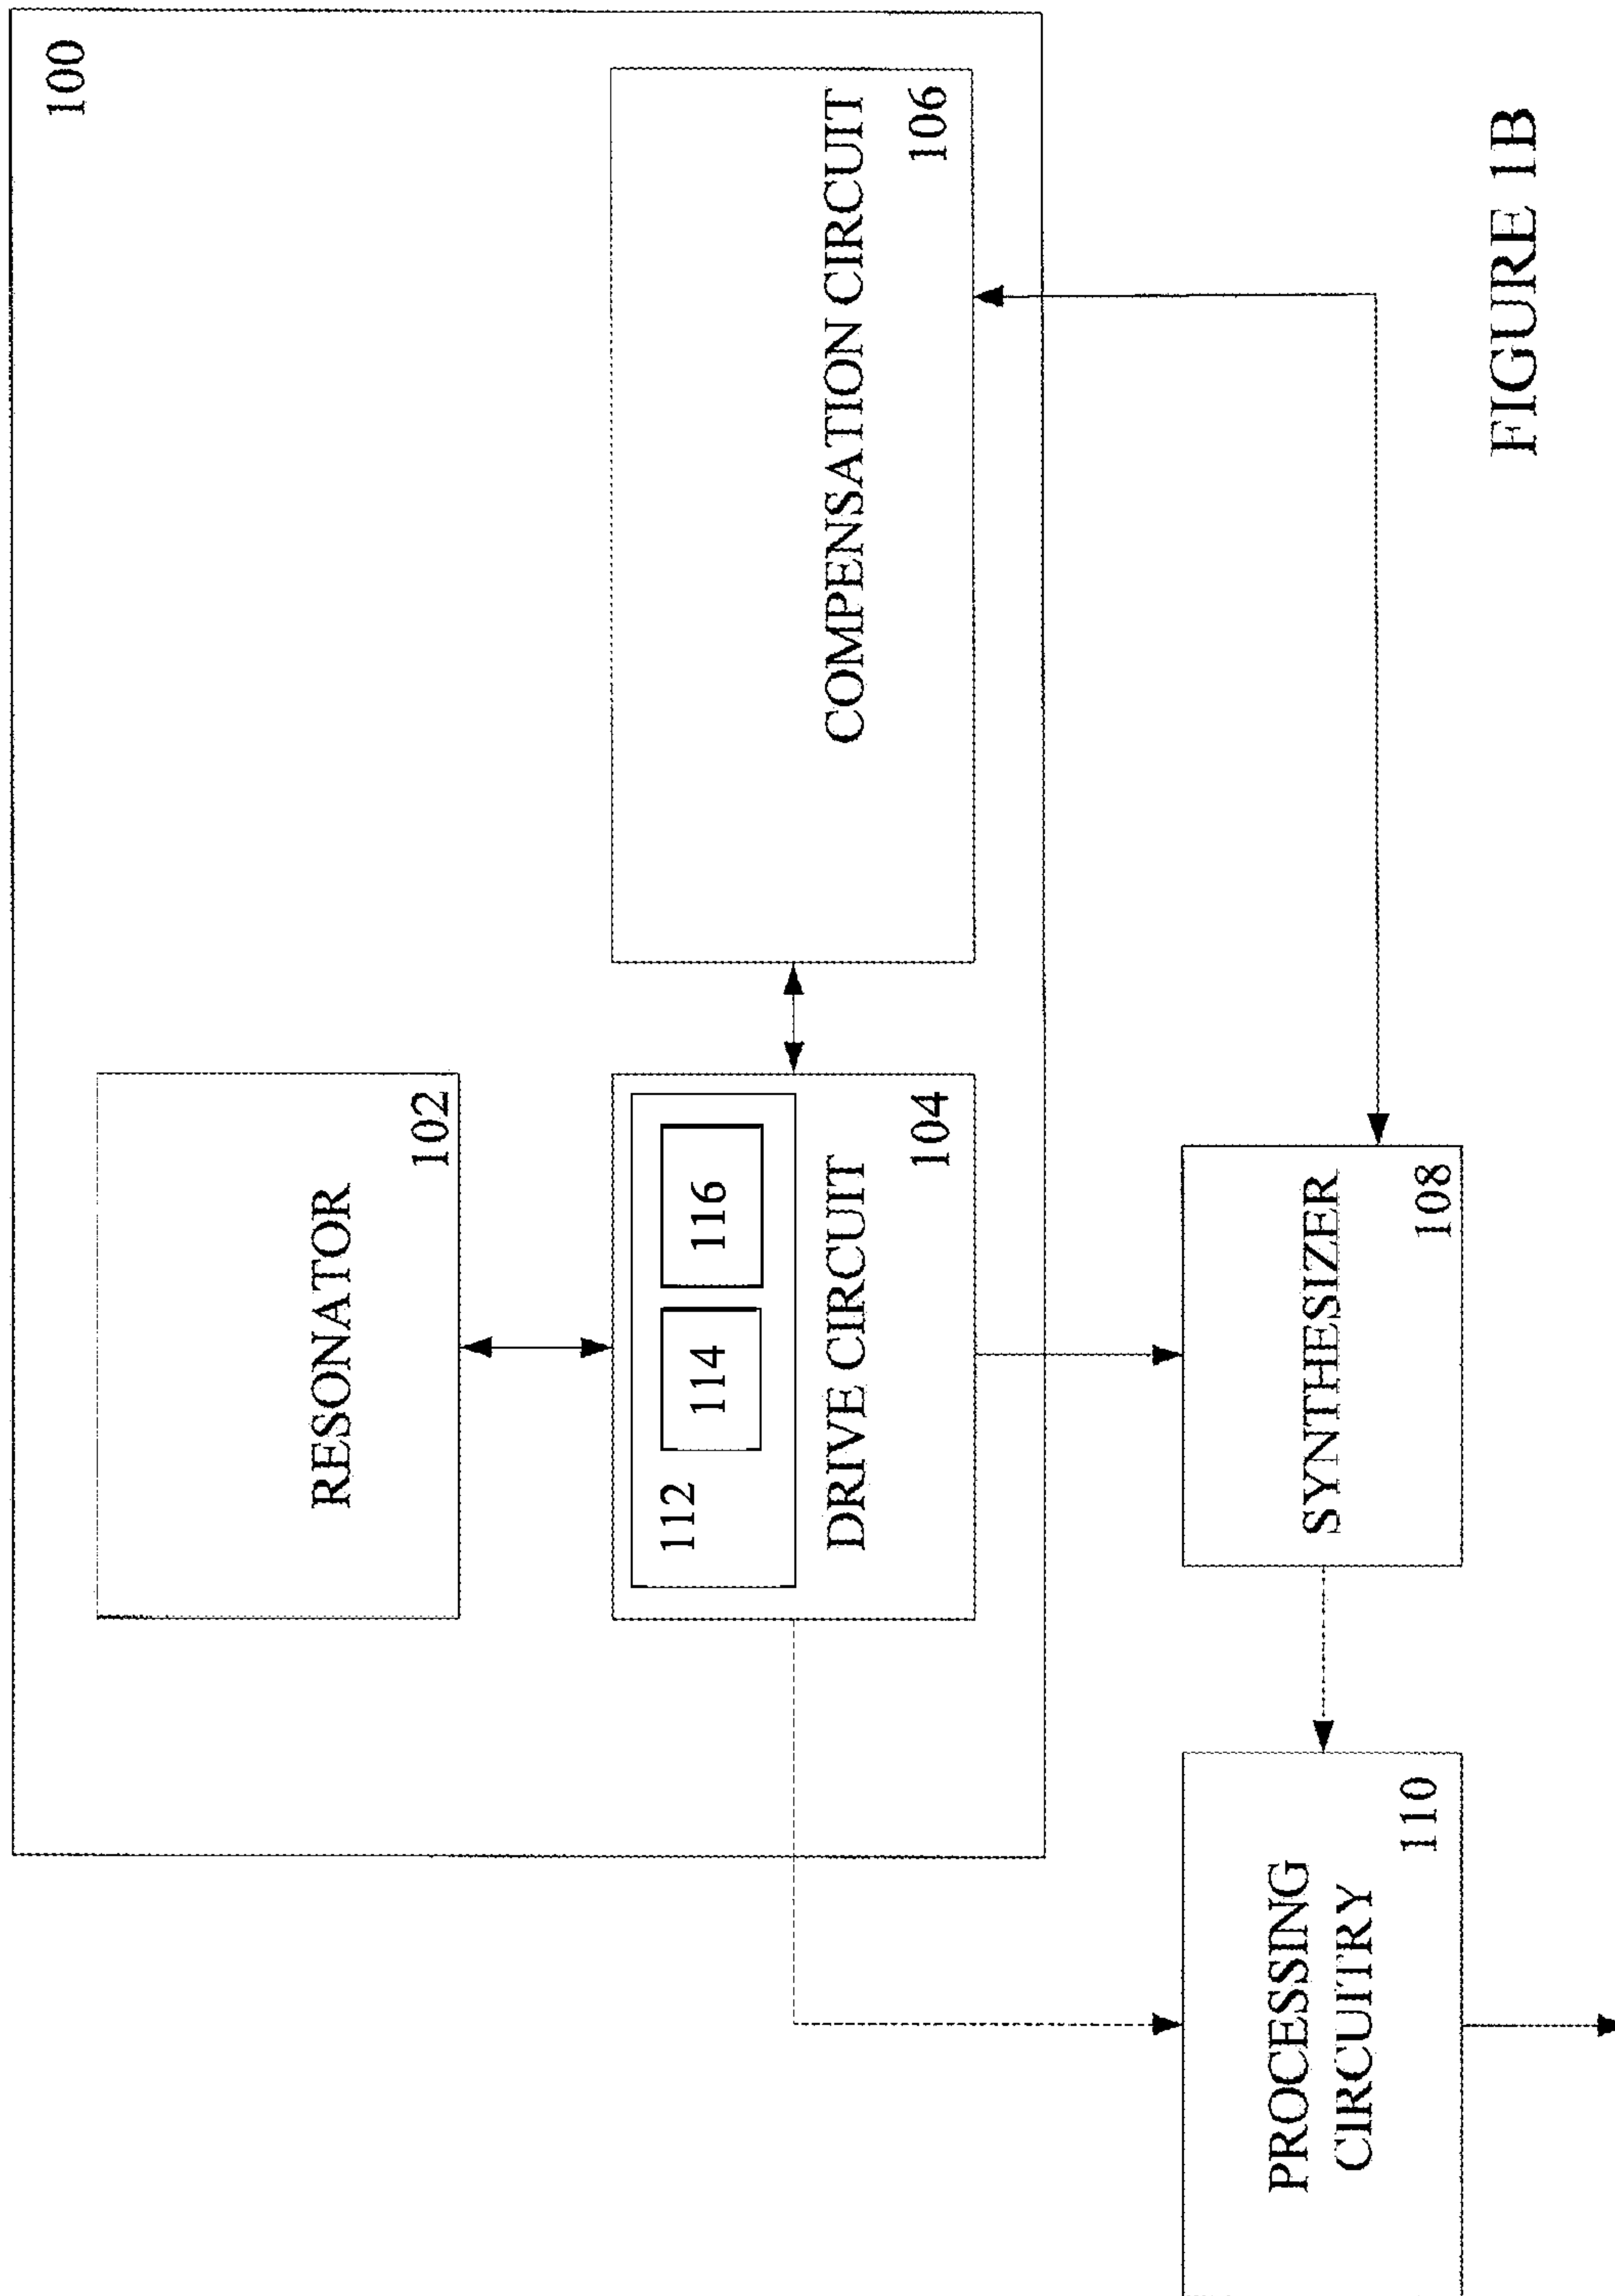 100
RESONATOR
102
COMPENSATION CIRCUIT
106
112
114
116
DRIVE CIRCUIT
104
SYNTHESIZER
108
PROCESSING
CIRCUITRY
110
FIGURE 1B